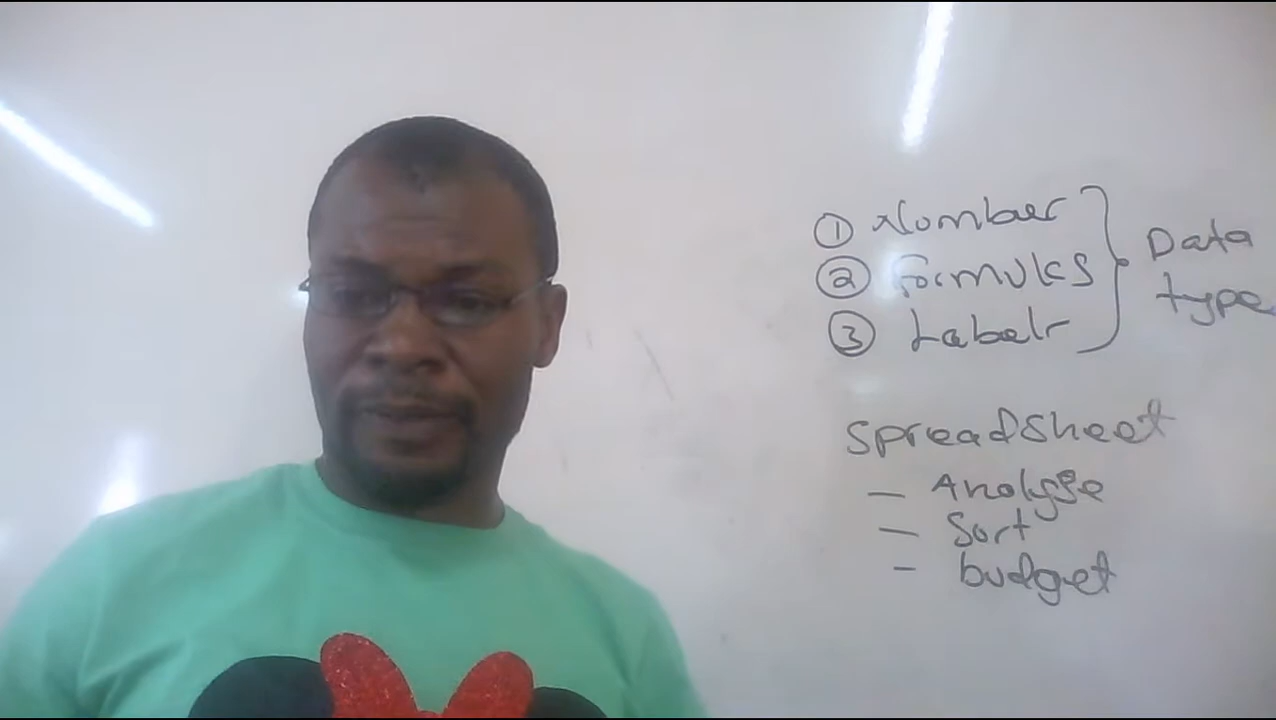 ① Number
② Formulas
③ Labels
Data
type
Spreadsheet
- Analyse
- Sort
- budget